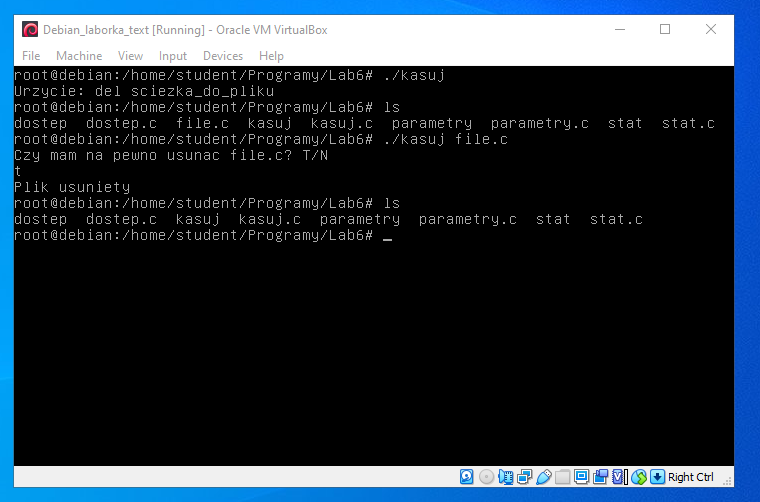 Debian_laborka_text [Running] - Oracle VM VirtualBox
File Machine View Input Devices Help
root@debian:/home/student/Programy/Lab6# ./kasuj
Urzycie: del sciezka_do_pliku
root@debian:/home/student/Programy/Lab6# ls
dostep dostep.c file.c kasuj kasuj.c parametry parametry.c stat stat.c
root@debian:/home/student/Programy/Lab6# ./kasuj file.c
Czy mam na pewno usunac file.c? T/N
t
Plik usuniety
root@debian:/home/student/Programy/Lab6# ls
dostep dostep.c kasuj kasuj.c parametry parametry.c stat stat.c
root@debian:/home/student/Programy/Lab6# _
Right Ctrl